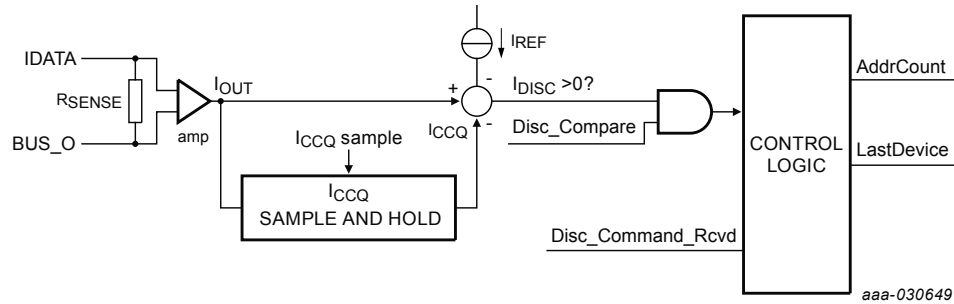 IREF
IDATA
AddrCount
IOUT
- 
+
IDISC >0?
RSENSE
amp
ICCQ
-
Disc_Compare
BUS_O
ICCQ sample
CONTROL
LOGIC
LastDevice
ICCQ
SAMPLE AND HOLD
Disc_Command_Rcvd
aaa-030649